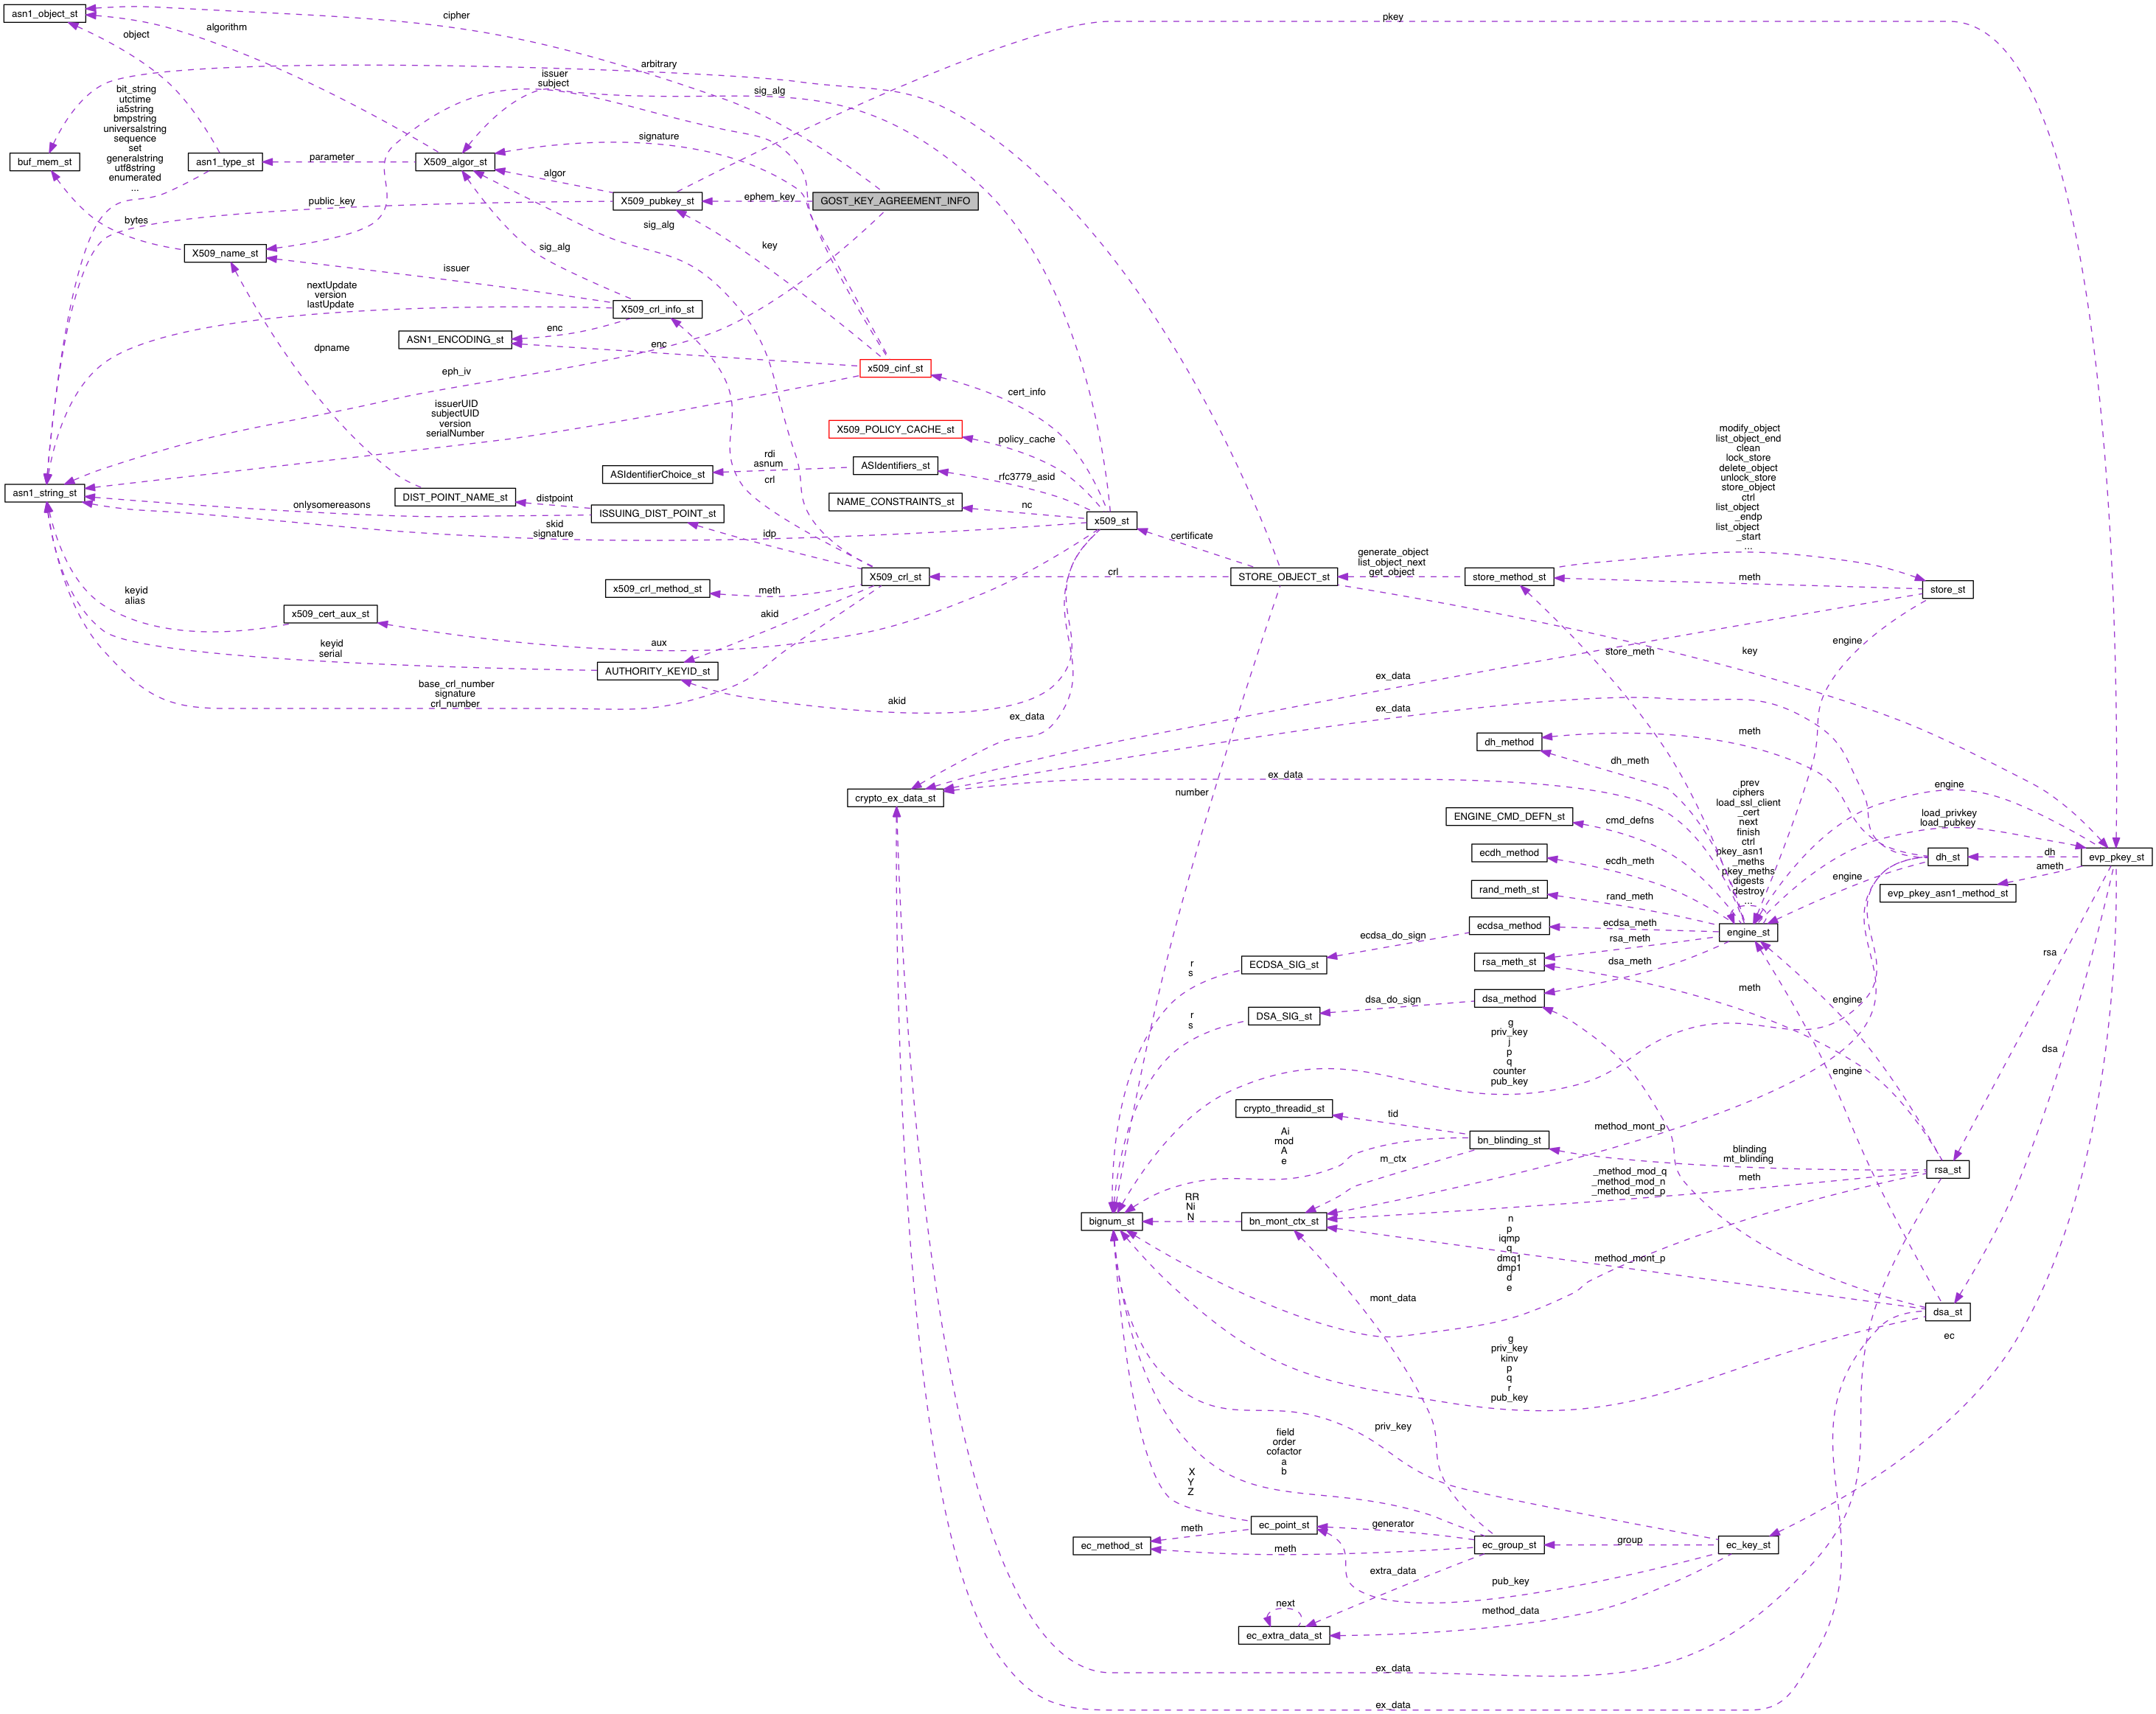 asn1_object_st
cipher
pkey
algorithm
object
arbitrary
issuer
subject
sig_alg
bit_string
utctime
ia5string
bmpstring
universalstring
sequence
set
generalstring
utf8string
enumerated
...
signature
buf_mem_st
asn1_type_st
parameter
X509_algor_st
algor
X509_pubkey_st
ephem_key
GOST_KEY_AGREEMENT_INFO
public_key
bytes
sig_alg
X509_name_st
sig_alg
key
issuer
nextUpdate
version
lastUpdate
X509_crl_info_st
enc
ASN1_ENCODING_st
enc
dpname
x509_cinf_st
eph_iv
cert_info
issuerUID
subjectUID
version
serialNumber
X509_POLICY_CACHE_st
policy_cache
modify_object
list_object_end
clean
lock_store
delete_object
unlock_store
store_object
ctrl
list_object
_endp
list_object
_start
...
rdi
asnum
ASIdentifierChoice_st
ASIdentifiers_st
rfc3779_asid
crl
asn1_string_st
DIST_POINT_NAME_st
distpoint
onlysomereasons
ISSUING_DIST_POINT_st
NAME_CONSTRAINTS_st
nc
x509_st
skid
signature
idp
certificate
generate_object
list_object_next
get_object
X509_crl_st
crl
STORE_OBJECT_st
store_method_st
meth
store_st
keyid
alias
x509_crl_method_st
meth
x509_cert_aux_st
akid
aux
engine
keyid
serial
store_meth
key
AUTHORITY_KEYID_st
ex_data
base_crl_number
signature
crl_number
akid
ex_data
ex_data
dh_method
meth
dh_meth
crypto_ex_data_st
number
ex_data
prev
ciphers
load_ssl_client
_cert
next
finish
ctrl
pkey_asn1
_meths
pkey_meths
digests
destroy
...
engine
ENGINE_CMD_DEFN_st
cmd_defns
load_privkey
load_pubkey
ecdh_method
ecdh_meth
dh_st
dh
evp_pkey_st
ameth
engine
rand_meth_st
rand_meth
evp_pkey_asn1_method_st
ecdsa_method
ecdsa_meth
engine_st
ecdsa_do_sign
rsa_meth
rsa
r
s
ECDSA_SIG_st
rsa_meth_st
dsa_meth
meth
engine
dsa_method
dsa_do_sign
r
s
DSA_SIG_st
g
priv_key
j
p
q
counter
pub_key
dsa
engine
crypto_threadid_st
tid
Ai
mod
A
e
bn_blinding_st
method_mont_p
m_ctx
blinding
mt_blinding
rsa_st
_method_mod_q
_method_mod_n
_method_mod_p
meth
RR
Ni
N
bignum_st
bn_mont_ctx_st
n
p
iqmp
q
dmq1
dmp1
d
e
method_mont_p
mont_data
dsa_st
ec
g
priv_key
kinv
p
q
r
pub_key
priv_key
field
order
cofactor
a
b
X
Y
Z
ec_point_st
generator
meth
ec_method_st
meth
ec_group_st
group
ec_key_st
extra_data
pub_key
next
method_data
ec_extra_data_st
ex_data
ex_data